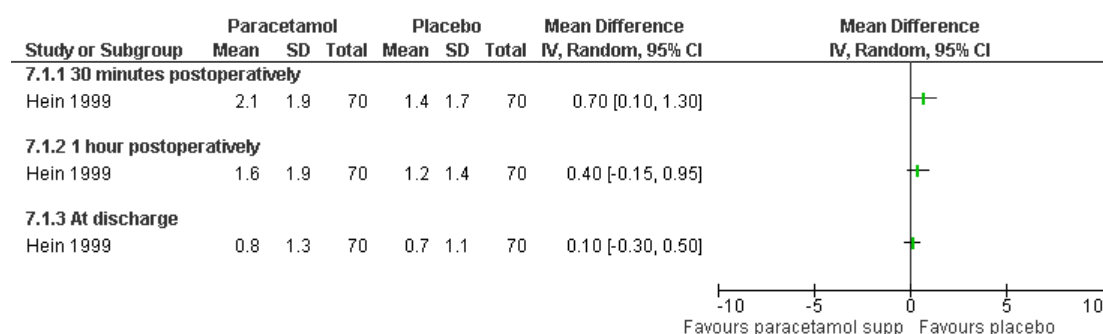 Paracetamol Placebo Mean Difference Mean Difference
Study or Subgroup Mean SD Total Mean SD Total IV, Random, 95% CI IV, Random, 95% CI
7.1.1 30 minutes postoperatively
Hein 1999 2.1 1.9 70 1.4 1.7 70 0.70 [0.10, 1.30]
7.1.2 1 hour postoperatively
Hein 1999 1.6 1.9 70 1.2 1.4 70 0.40 [-0.15, 0.95]
7.1.3 At discharge
Hein 1999 0.8 1.3 70 0.7 1.1 70 0.10 [-0.30, 0.50]
-10 -5 0 5 10
Favours paracetamol supp Favours placebo